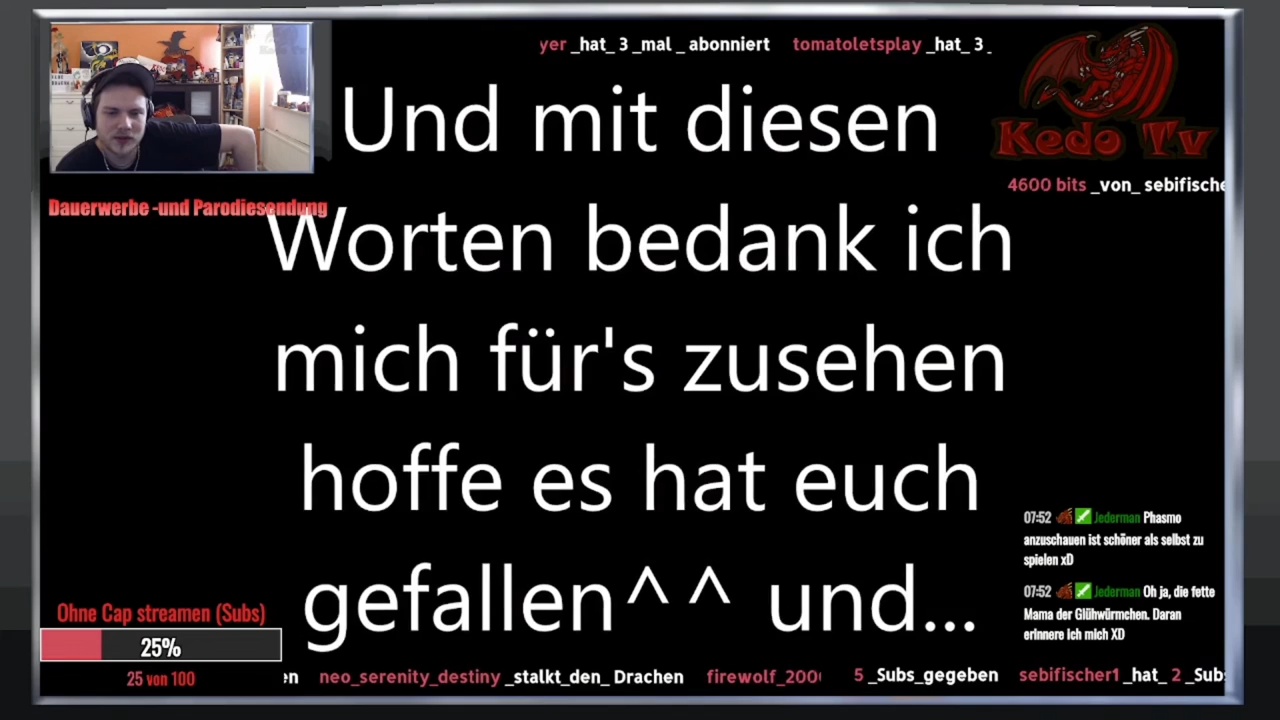 yer _hat_ 3 _mal _ abonniert tomatoletsplay _hat_ 3 _
Kedo Tv
4600 bits _von_ sebifische
Dauerwerbe -und Parodiesendung
Und mit diesen
Worten bedank ich
mich für's zusehen
hoffe es hat euch
gefallen^^ und...
07:52 Jederman Phasmo
anzuschauen ist schöner als selbst zu
spielen xD
07:52 Jederman Oh ja, die fette
Mama der Glühwürmchen. Daran
erinnere ich mich XD
Ohne Cap streamen (Subs)
25%
25 von 100
en neo_serenity_destiny _stalkt_den_ Drachen firewolf_200 5 _Subs_gegeben sebifischer1 _hat_ 2 _Sub